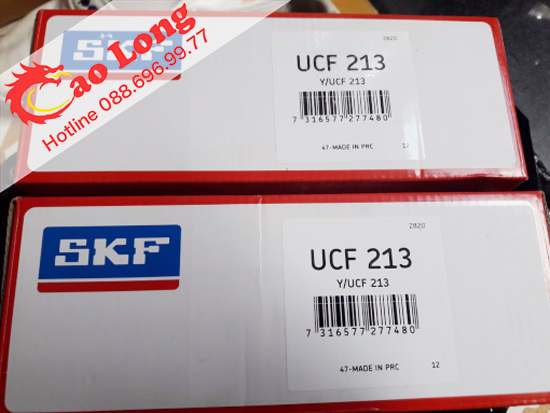 Cao Long
Hotline 088.696.99.77
SKF
2820
UCF 213
Y/UCF 213
7 316577 277480
47-MADE IN PRC 12
SKF
2820
UCF 213
Y/UCF 213
7 316577 277480
47-MADE IN PRC 12